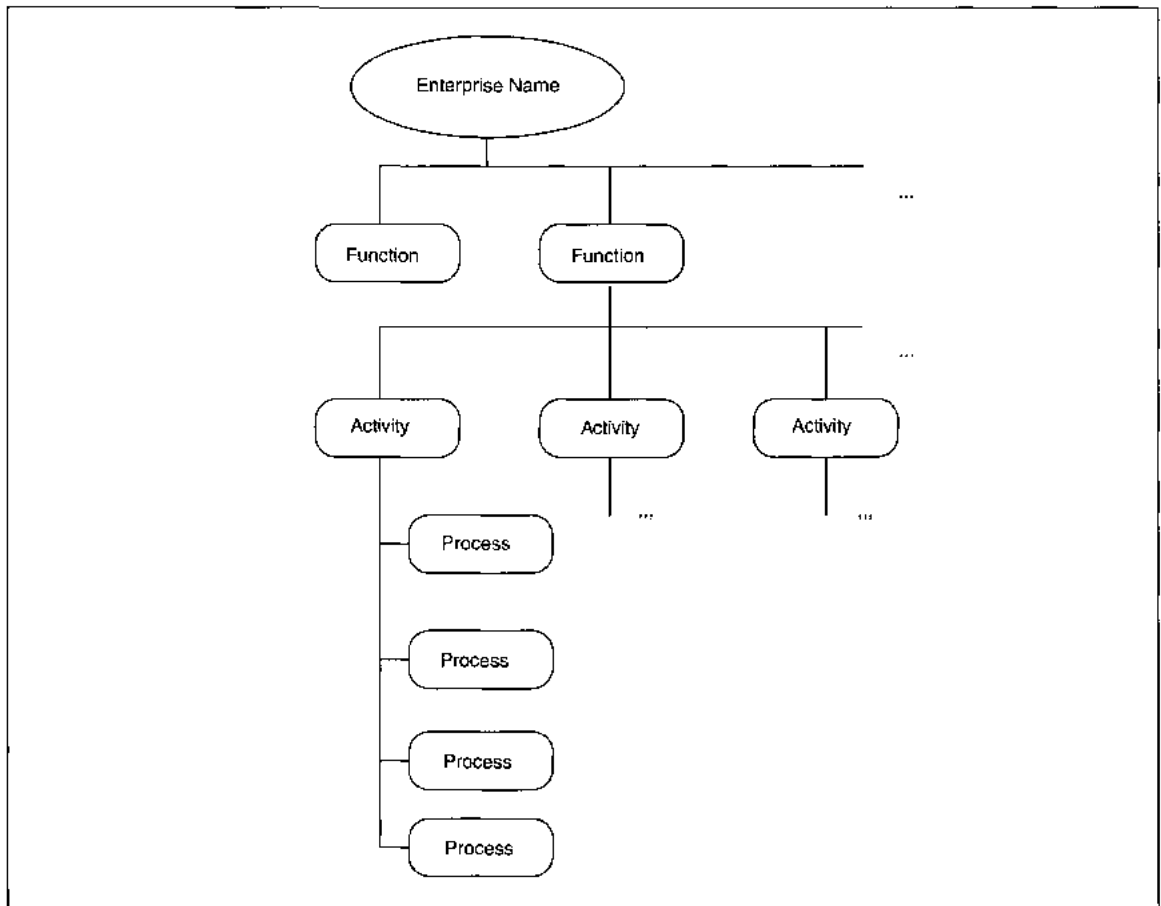 Enterprise Name
...
Function
Function
...
Activity
Activity
Activity
...
...
Process
Process
Process
Process